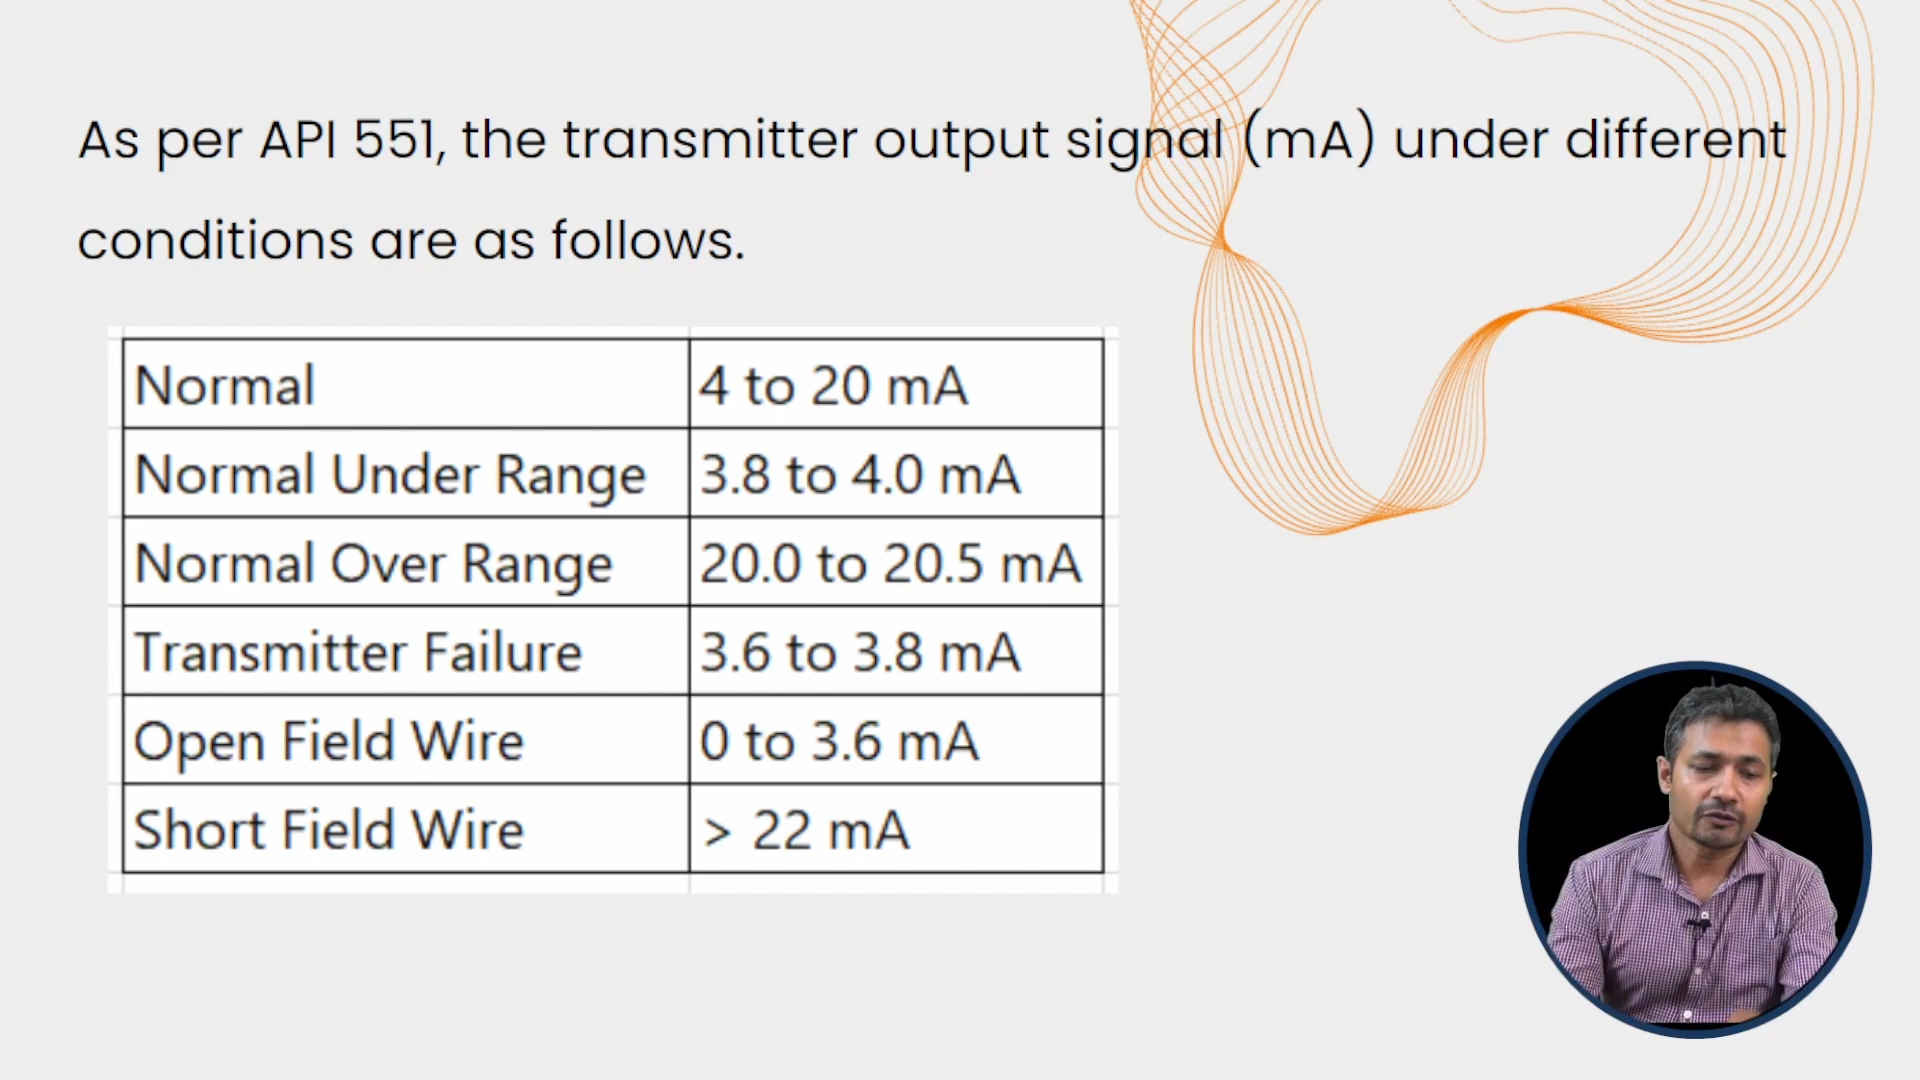 As per API 551, the transmitter output signal (mA) under different
conditions are as follows.
Normal 4 to 20 mA
Normal Under Range 3.8 to 4.0 mA
Normal Over Range 20.0 to 20.5 mA
Transmitter Failure 3.6 to 3.8 mA
Open Field Wire 0 to 3.6 mA
Short Field Wire > 22 mA